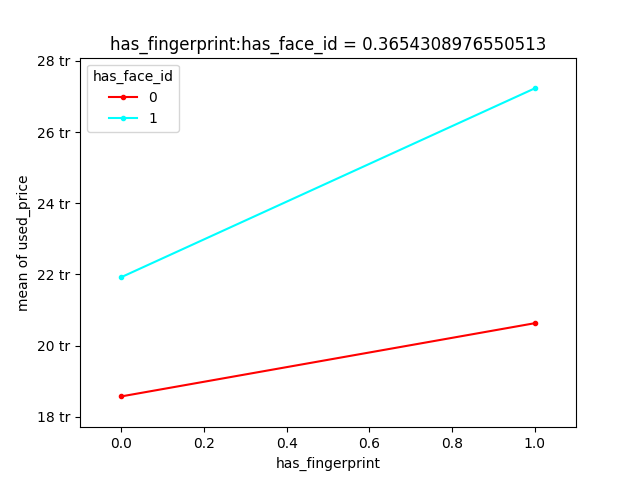 has_fingerprint:has_face_id = 0.3654308976550513
has_face_id
0
1
28 tr
26 tr
24 tr
22 tr
20 tr
18 tr
mean of used_price
0.0 0.2 0.4 0.6 0.8 1.0
has_fingerprint